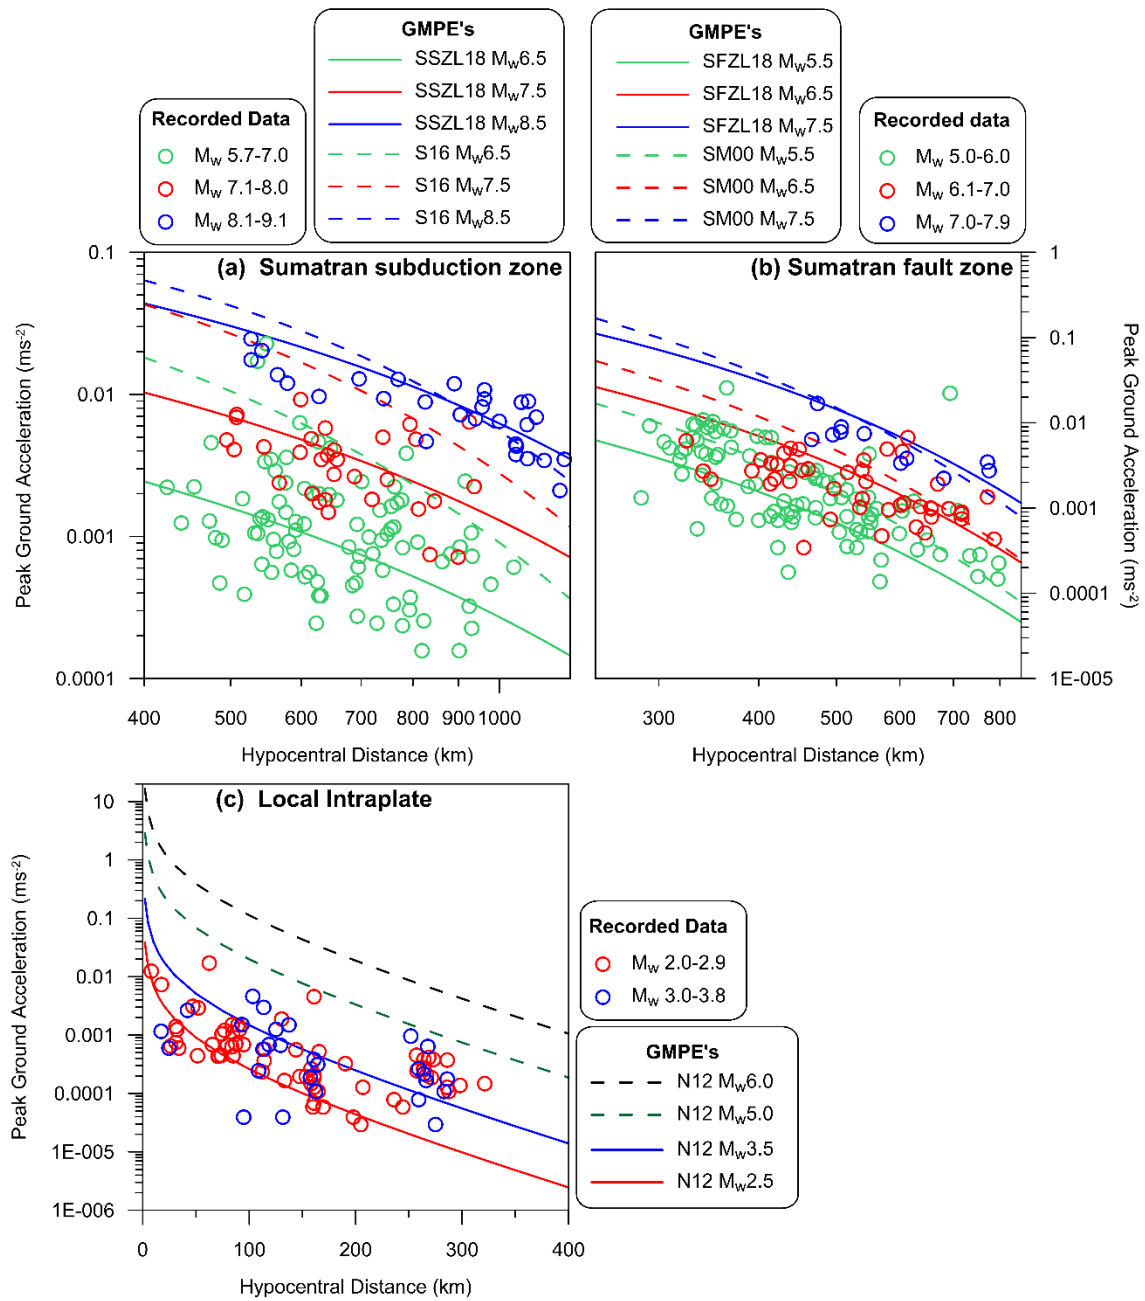 GMPE's
SSZL18 Mw6.5
SSZL18 Mw7.5
SSZL18 Mw8.5
S16 Mw6.5
S16 Mw7.5
S16 Mw8.5
GMPE's
SFZL18 Mw5.5
SFZL18 Mw6.5
SFZL18 Mw7.5
SM00 Mw5.5
SM00 Mw6.5
SM00 Mw7.5
Recorded Data
Mw 5.7-7.0
Mw 7.1-8.0
Mw 8.1-9.1
Recorded data
Mw 5.0-6.0
Mw 6.1-7.0
Mw 7.0-7.9
(a) Sumatran subduction zone
Peak Ground Acceleration (ms-2)
0.1
0.01
0.001
0.0001
400 500 600 700 800 900 1000
Hypocentral Distance (km)
(b) Sumatran fault zone
1
0.1
0.01
0.001
0.0001
1E-005
Peak Ground Acceleration (ms-2)
300 400 500 600 700 800
Hypocentral Distance (km)
(c) Local Intraplate
Peak Ground Acceleration (ms-2)
10
1
0.1
0.01
0.001
0.0001
1E-005
1E-006
0 100 200 300 400
Hypocentral Distance (km)
Recorded Data
Mw 2.0-2.9
Mw 3.0-3.8
GMPE's
N12 Mw6.0
N12 Mw5.0
N12 Mw3.5
N12 Mw2.5